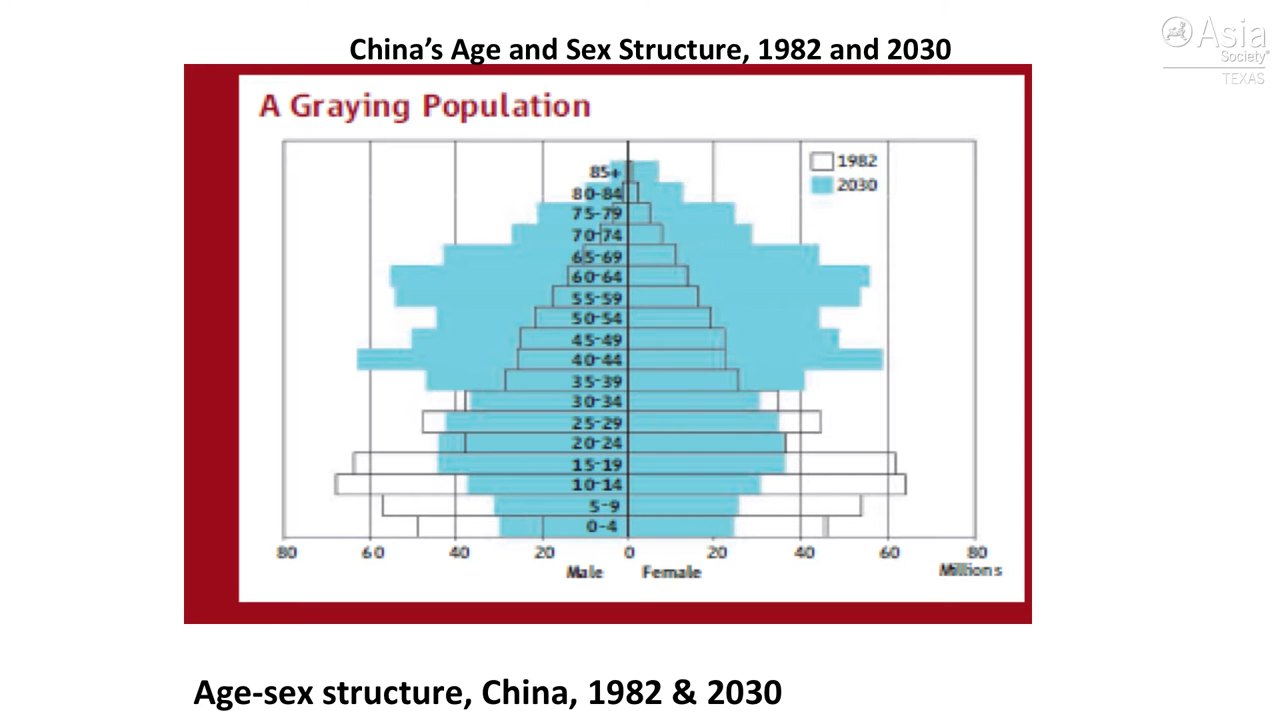 China's Age and Sex Structure, 1982 and 2030
Asia
Society
TEXAS
A Graying Population
1982
2030
85+
80-84
75-79
70-74
65-69
60-64
55-59
50-54
45-49
40-44
35-39
30-34
25-29
20-24
15-19
10-14
5-9
0-4
80 60 40 20 0 20 40 60 80
Male Female Millions
Age-sex structure, China, 1982 & 2030